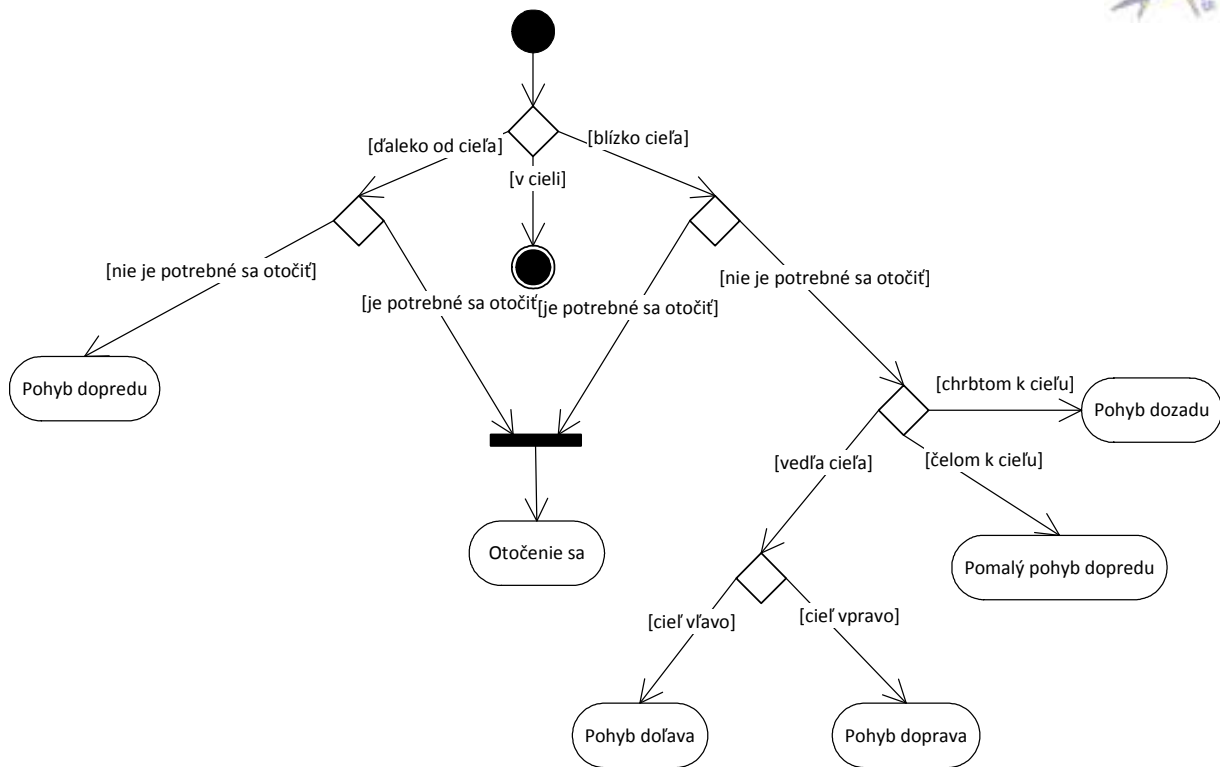 [ďaleko od cieľa]
[blízko cieľa]
[v cieli]
[nie je potrebné sa otočiť]
[je potrebné sa otočiť]
[je potrebné sa otočiť]
[nie je potrebné sa otočiť]
Pohyb dopredu
[chrbtom k cieľu]
Pohyb dozadu
[vedľa cieľa]
[čelom k cieľu]
Otočenie sa
Pomalý pohyb dopredu
[cieľ vľavo]
[cieľ vpravo]
Pohyb doľava
Pohyb doprava